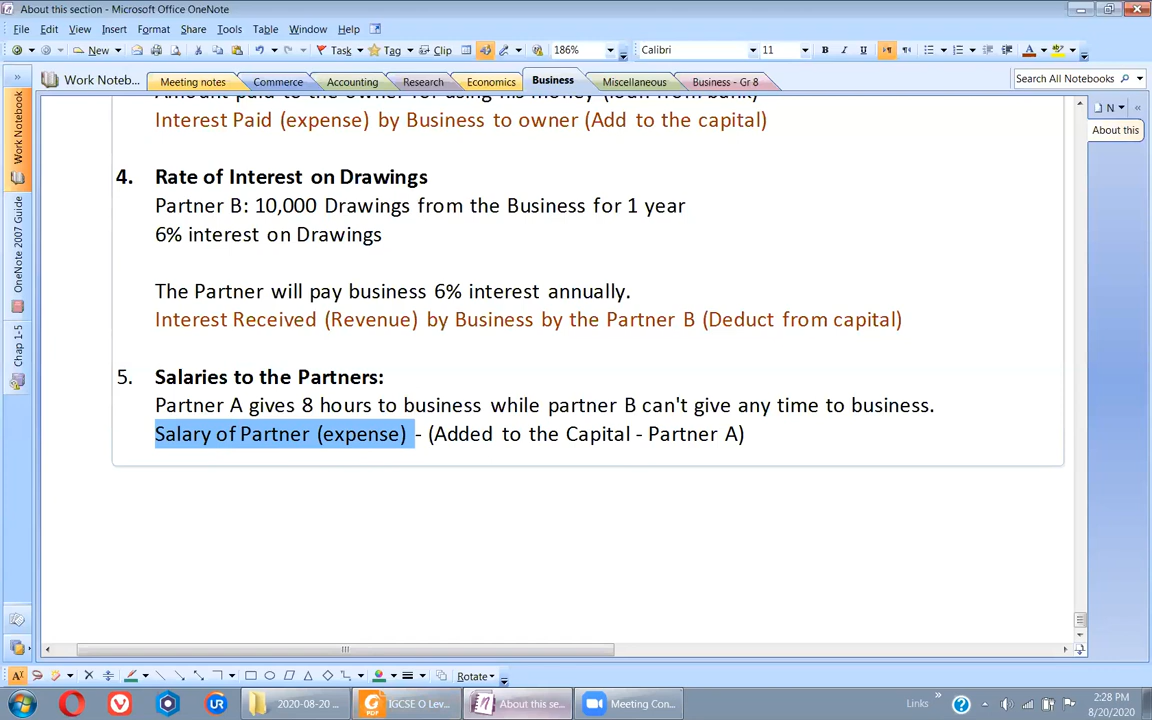 About this section - Microsoft Office OneNote
File Edit View Insert Format Share Tools Table Window Help
New Task Tag Clip 186% Calibri 11 B I A
Work Noteb... Meeting notes Commerce Accounting Research Economics Business Miscellaneous Business - Gr 8 Search All Notebooks
N
About this
Work Notebook
OneNote 2007 Guide
Chap 1-5
Interest Paid (expense) by Business to owner (Add to the capital)
4. Rate of Interest on Drawings
Partner B: 10,000 Drawings from the Business for 1 year
6% interest on Drawings
The Partner will pay business 6% interest annually.
Interest Received (Revenue) by Business by the Partner B (Deduct from capital)
5. Salaries to the Partners:
Partner A gives 8 hours to business while partner B can't give any time to business.
Salary of Partner (expense) - (Added to the Capital - Partner A)
Rotate
UR 2020-08-20 ... IGCSE O Lev... About this se... Meeting Con... Links 2:28 PM
8/20/2020